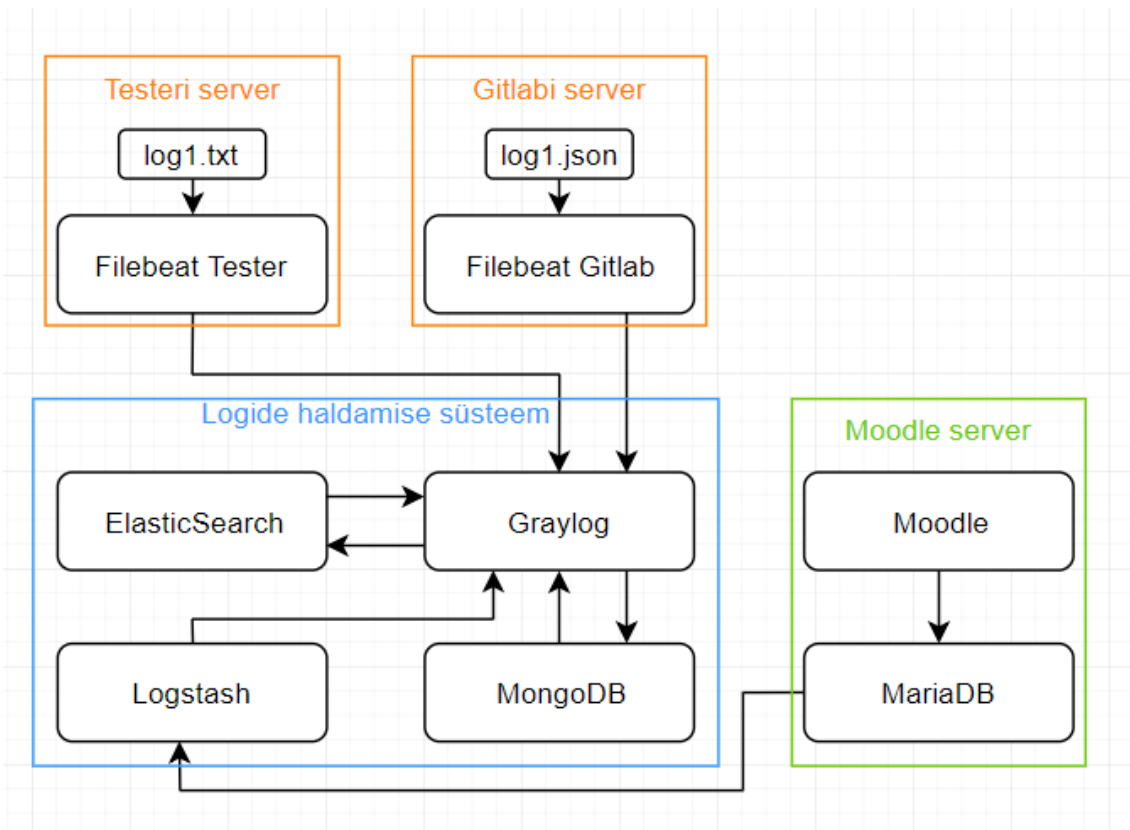 Testeri server
log1.txt
Filebeat Tester
Gitlabi server
log1.json
Filebeat Gitlab
Logide haldamise süsteem
ElasticSearch
Graylog
Logstash
MongoDB
Moodle server
Moodle
MariaDB